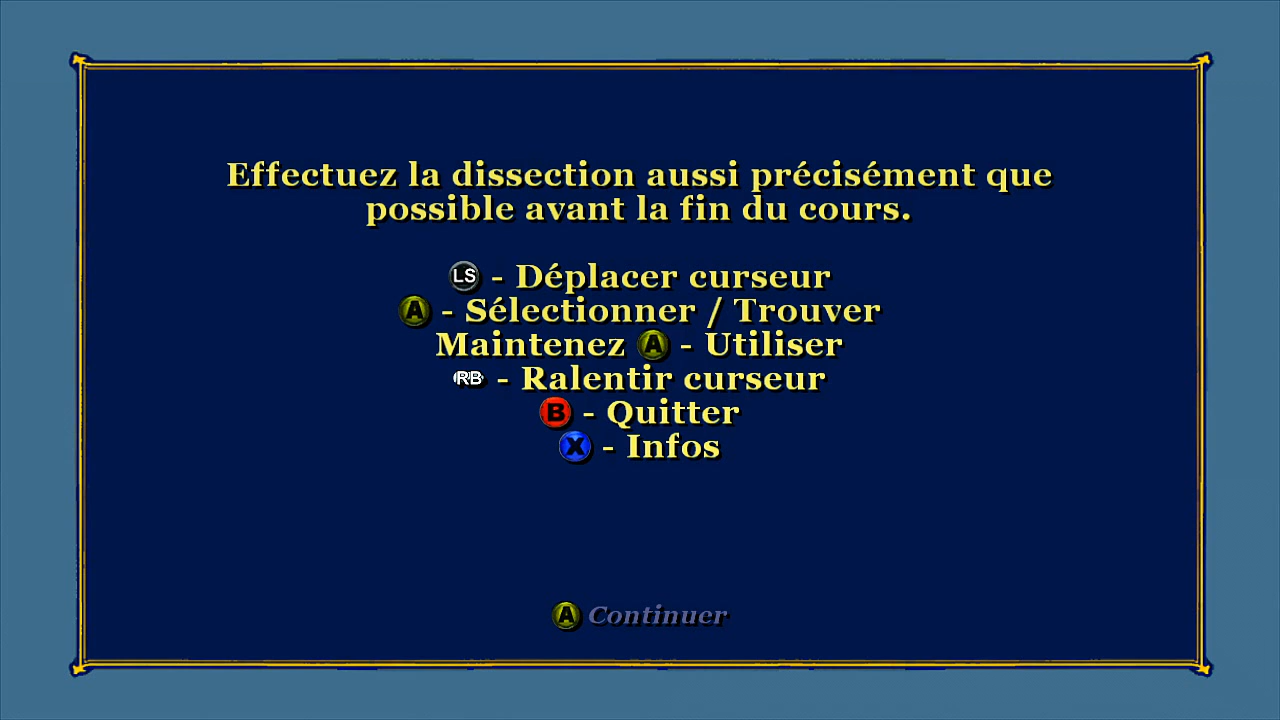 Effectuez la dissection aussi précisément que
possible avant la fin du cours.
LS - Déplacer curseur
A - Sélectionner / Trouver
Maintenez A - Utiliser
RB - Ralentir curseur
B - Quitter
X - Infos
A Continuer